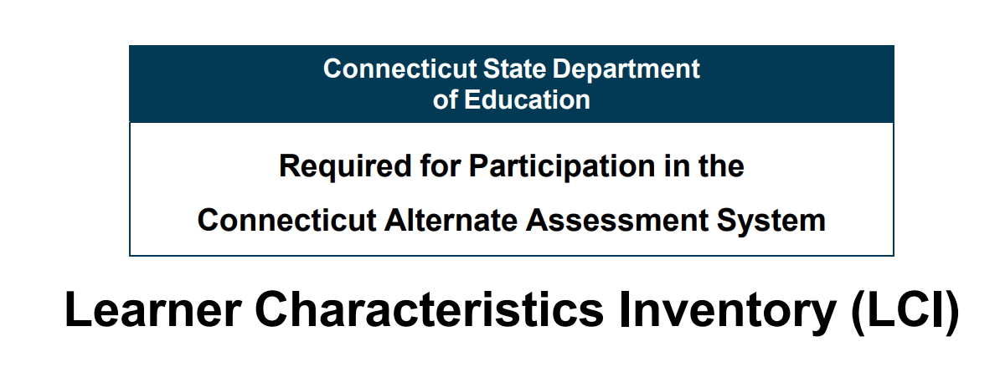 Connecticut State Department
of Education
Required for Participation in the
Connecticut Alternate Assessment System
Learner Characteristics Inventory (LCI)